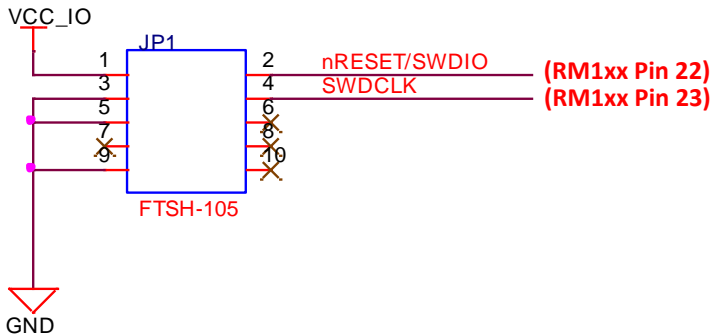 VCC_IO
JP1
1 2 nRESET/SWDIO (RM1xx Pin 22)
3 4 SWDCLK (RM1xx Pin 23)
5 6
7 8
9 10
FTSH-105
GND